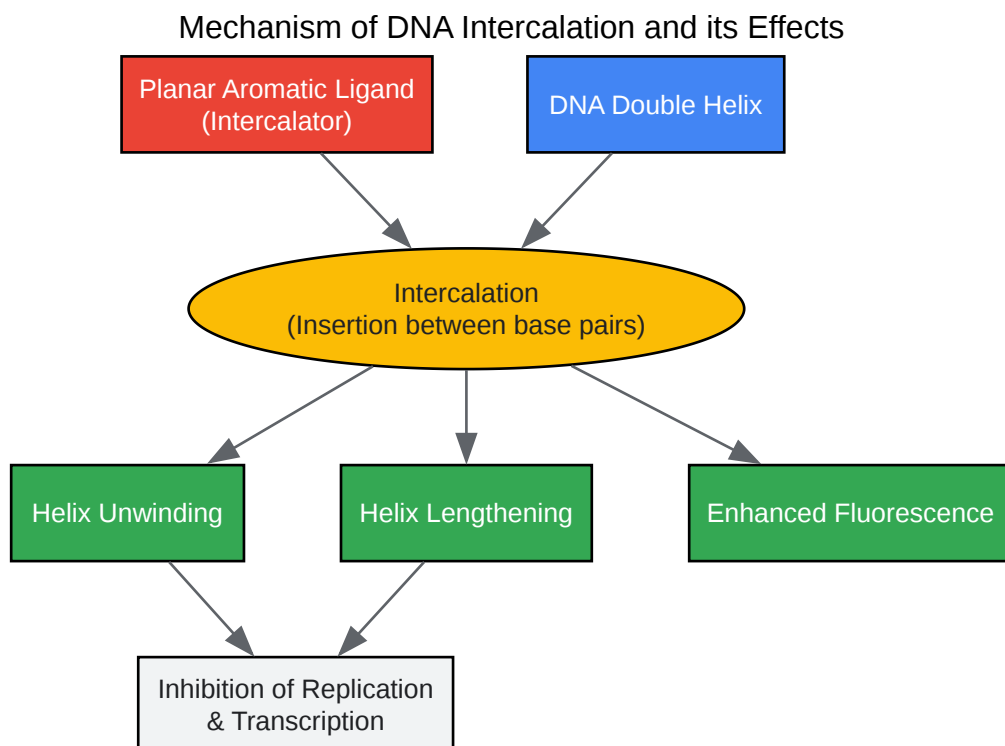 Mechanism of DNA Intercalation and its Effects
Planar Aromatic Ligand
(Intercalator)
DNA Double Helix
Intercalation
(Insertion between base pairs)
Helix Unwinding
Helix Lengthening
Enhanced Fluorescence
Inhibition of Replication
& Transcription